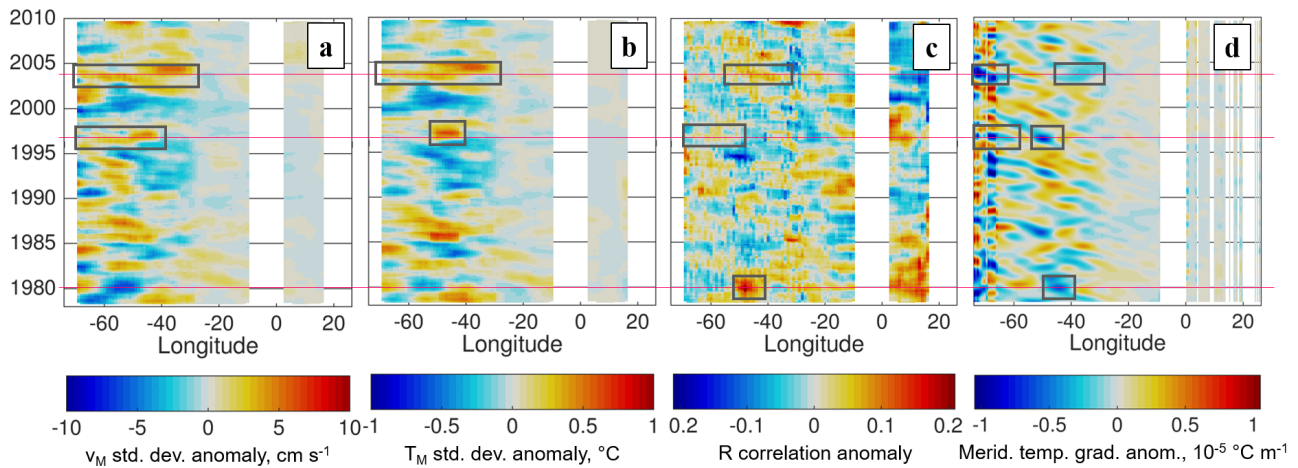 a b c d
2010
2005
2000
1995
1990
1985
1980
-60 -40 -20 0 20 -60 -40 -20 0 20 -60 -40 -20 0 20 -60 -40 -20 0 20
Longitude Longitude Longitude Longitude
-10 -5 0 5 10 -1 -0.5 0 0.5 1 0.2 -0.1 0 0.1 0.2 -1 -0.5 0 0.5 1
v_M std. dev. anomaly, cm s⁻¹ T_M std. dev. anomaly, °C R correlation anomaly Merid. temp. grad. anom., 10⁻⁵ °C m⁻¹